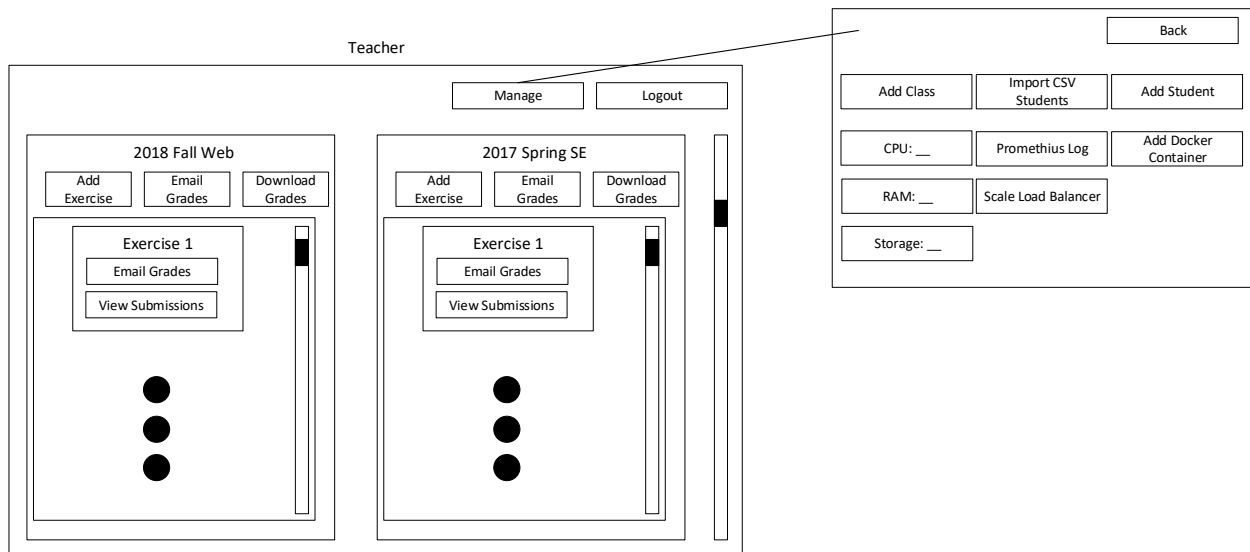 Teacher
Manage
Logout
2018 Fall Web
Add
Exercise
Email
Grades
Download
Grades
Exercise 1
Email Grades
View Submissions
2017 Spring SE
Add
Exercise
Email
Grades
Download
Grades
Exercise 1
Email Grades
View Submissions
Back
Add Class
Import CSV
Students
Add Student
CPU: __
Promethius Log
Add Docker
Container
RAM: __
Scale Load Balancer
Storage: __